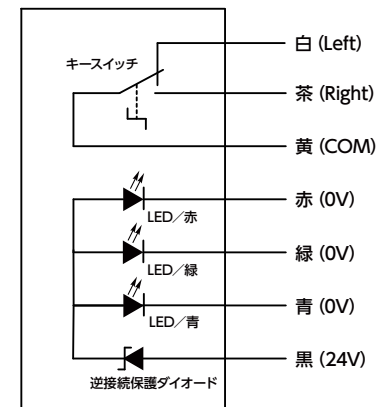 白 (Left)
キースイッチ
茶 (Right)
黄 (COM)
赤 (0V)
LED／赤
緑 (0V)
LED／緑
青 (0V)
LED／青
黒 (24V)
逆接続保護ダイオード